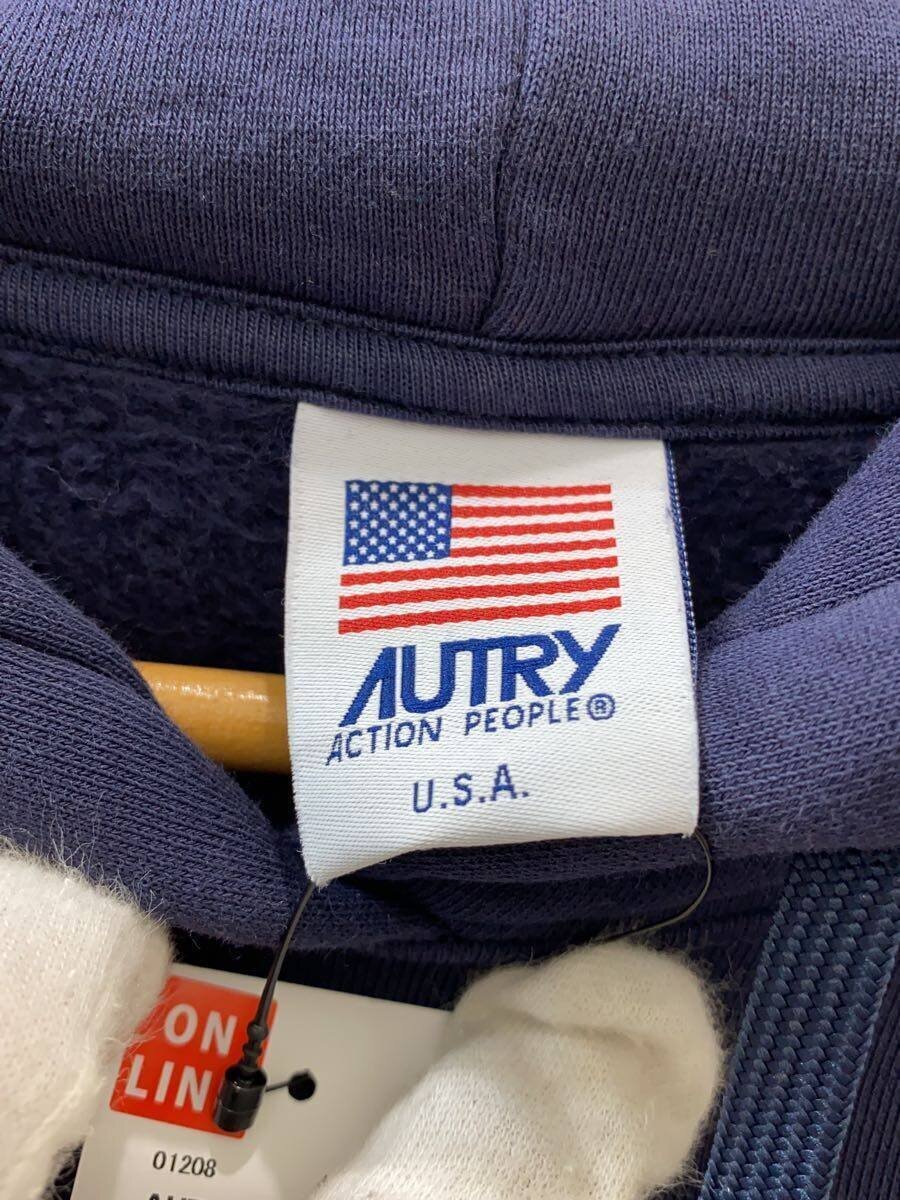 AUTRY
ACTION PEOPLE®
U.S.A.
ON
LIN
01208